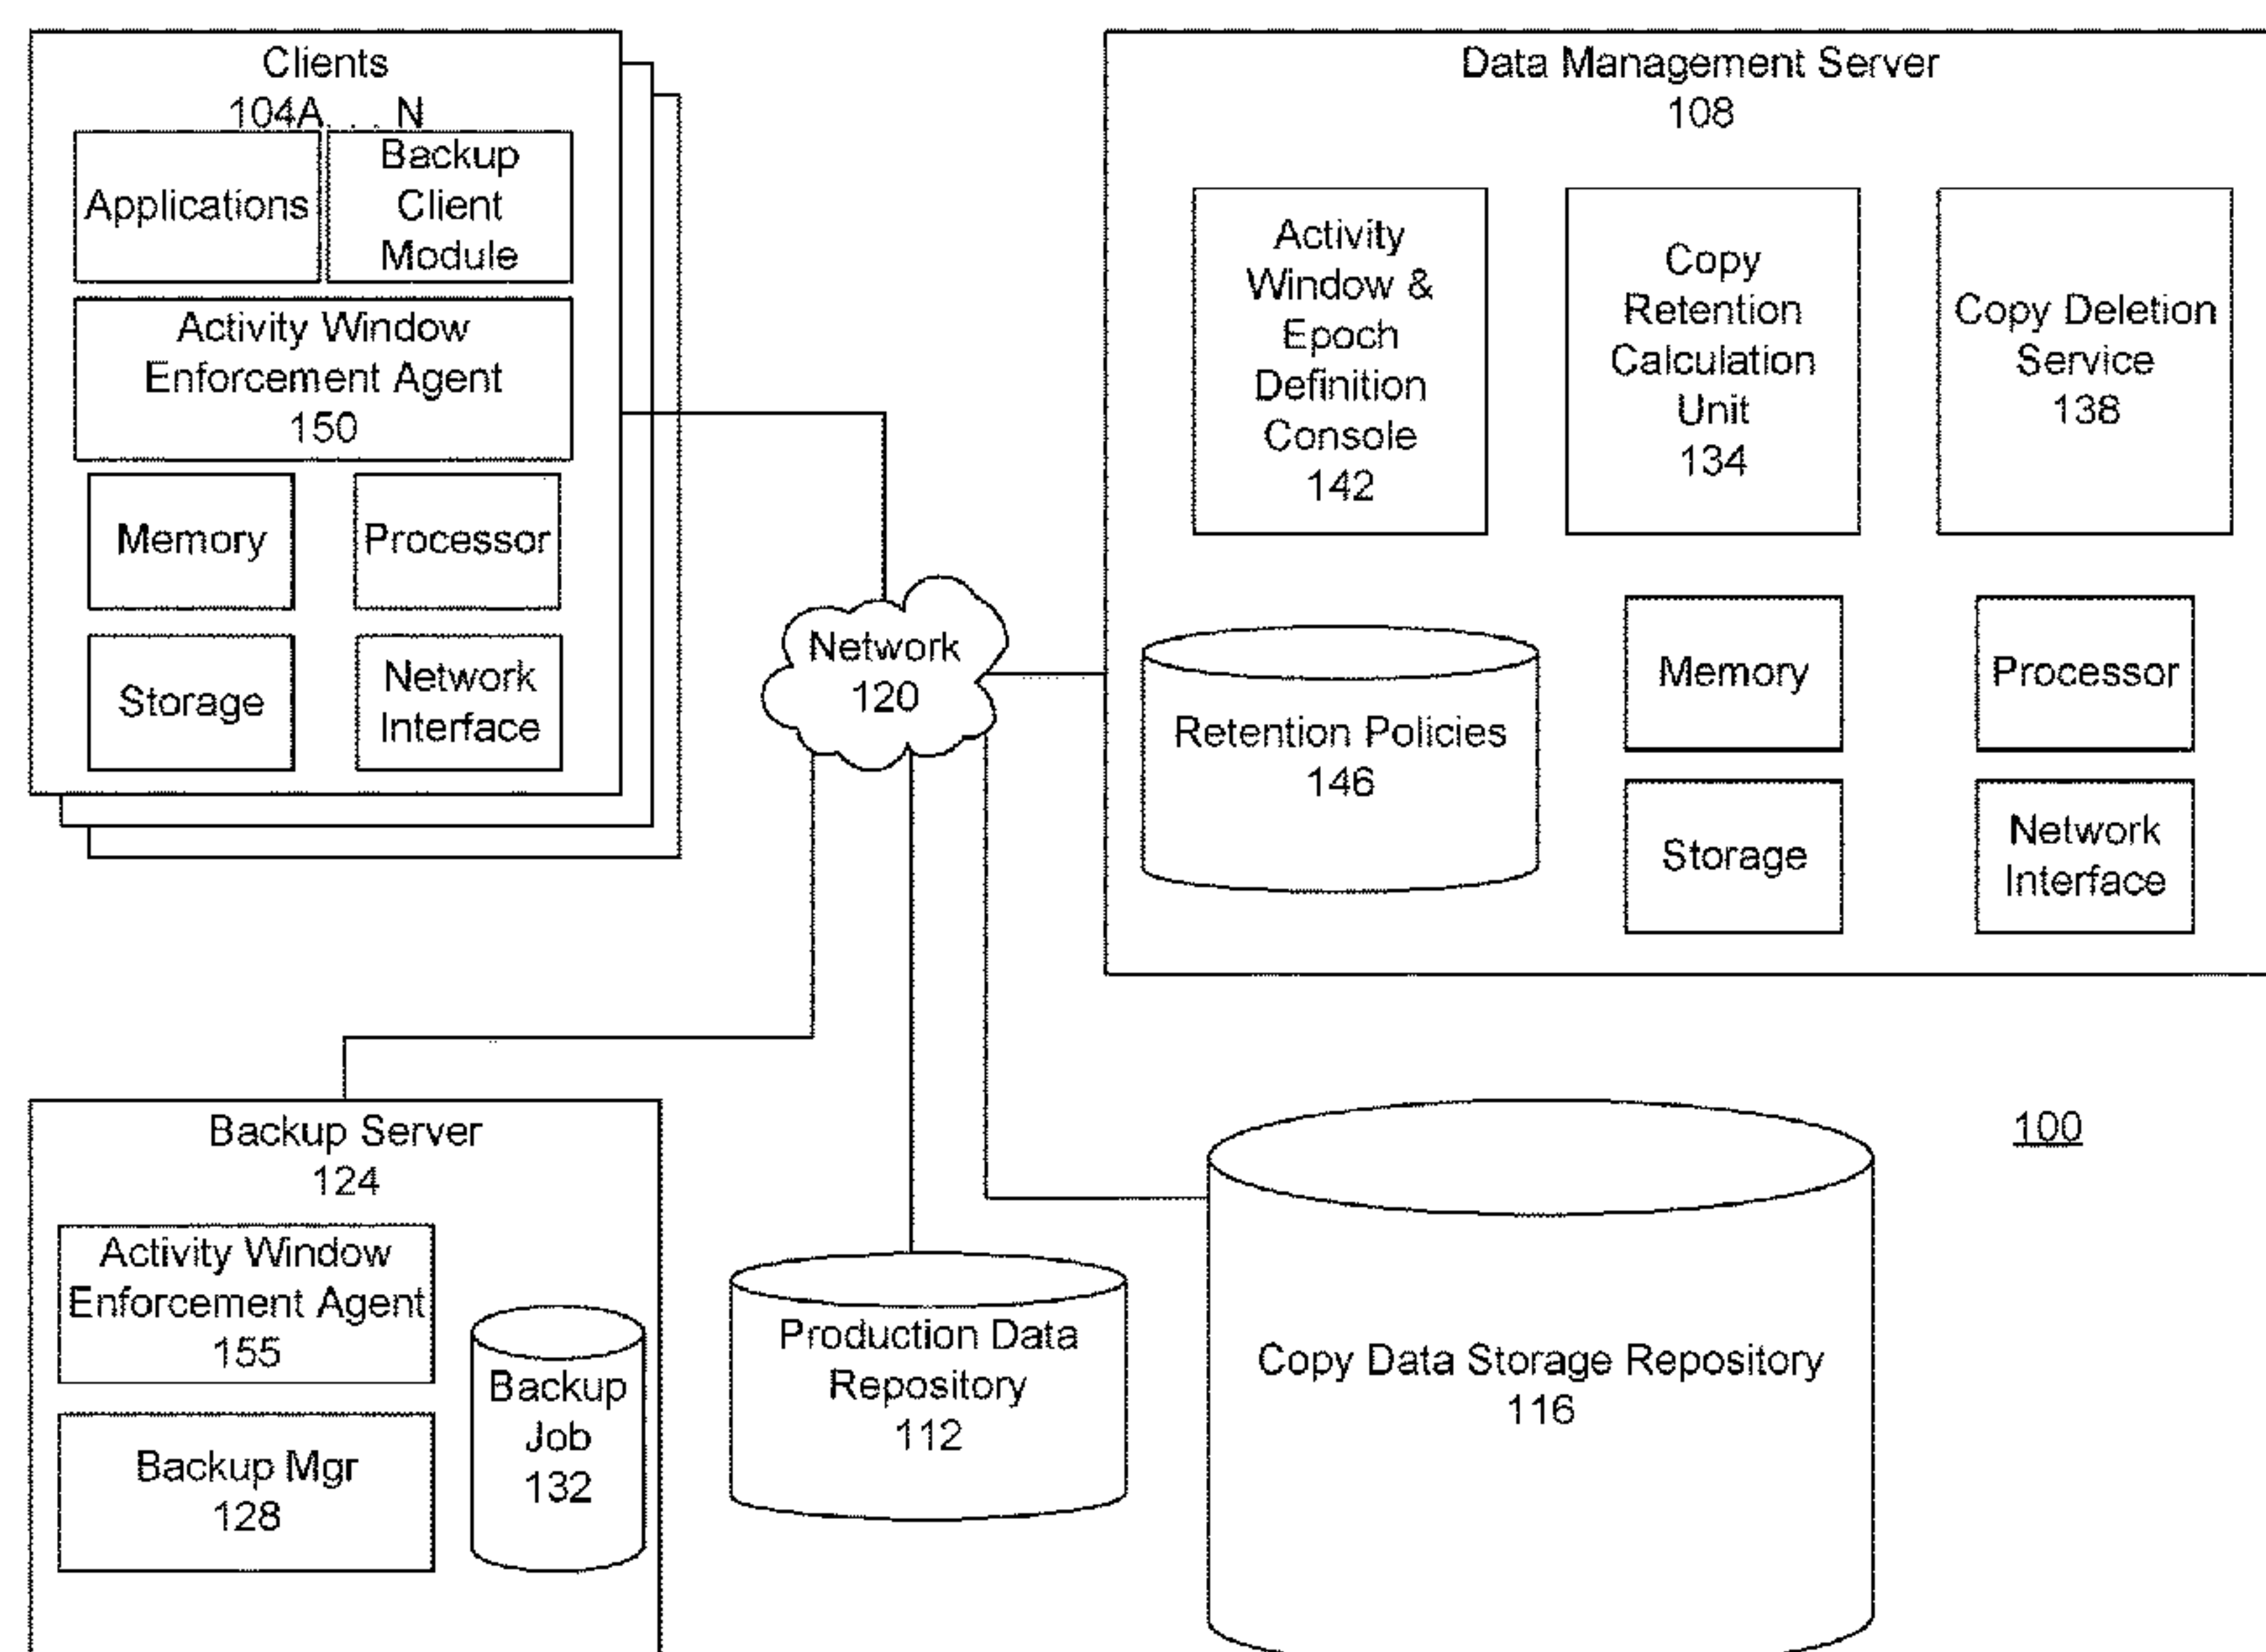 Clients
104A. . . N
Applications
Backup
Client
Module
Activity Window
Enforcement Agent
150
Memory
Processor
Storage
Network
Interface
Data Management Server
108
Activity
Window &
Epoch
Definition
Console
142
Copy
Retention
Calculation
Unit
134
Copy Deletion
Service
138
Retention Policies
146
Memory
Processor
Storage
Network
Interface
Network
120
Backup Server
124
Activity Window
Enforcement Agent
155
Backup Mgr
128
Backup
Job
132
Production Data
Repository
112
Copy Data Storage Repository
116
100